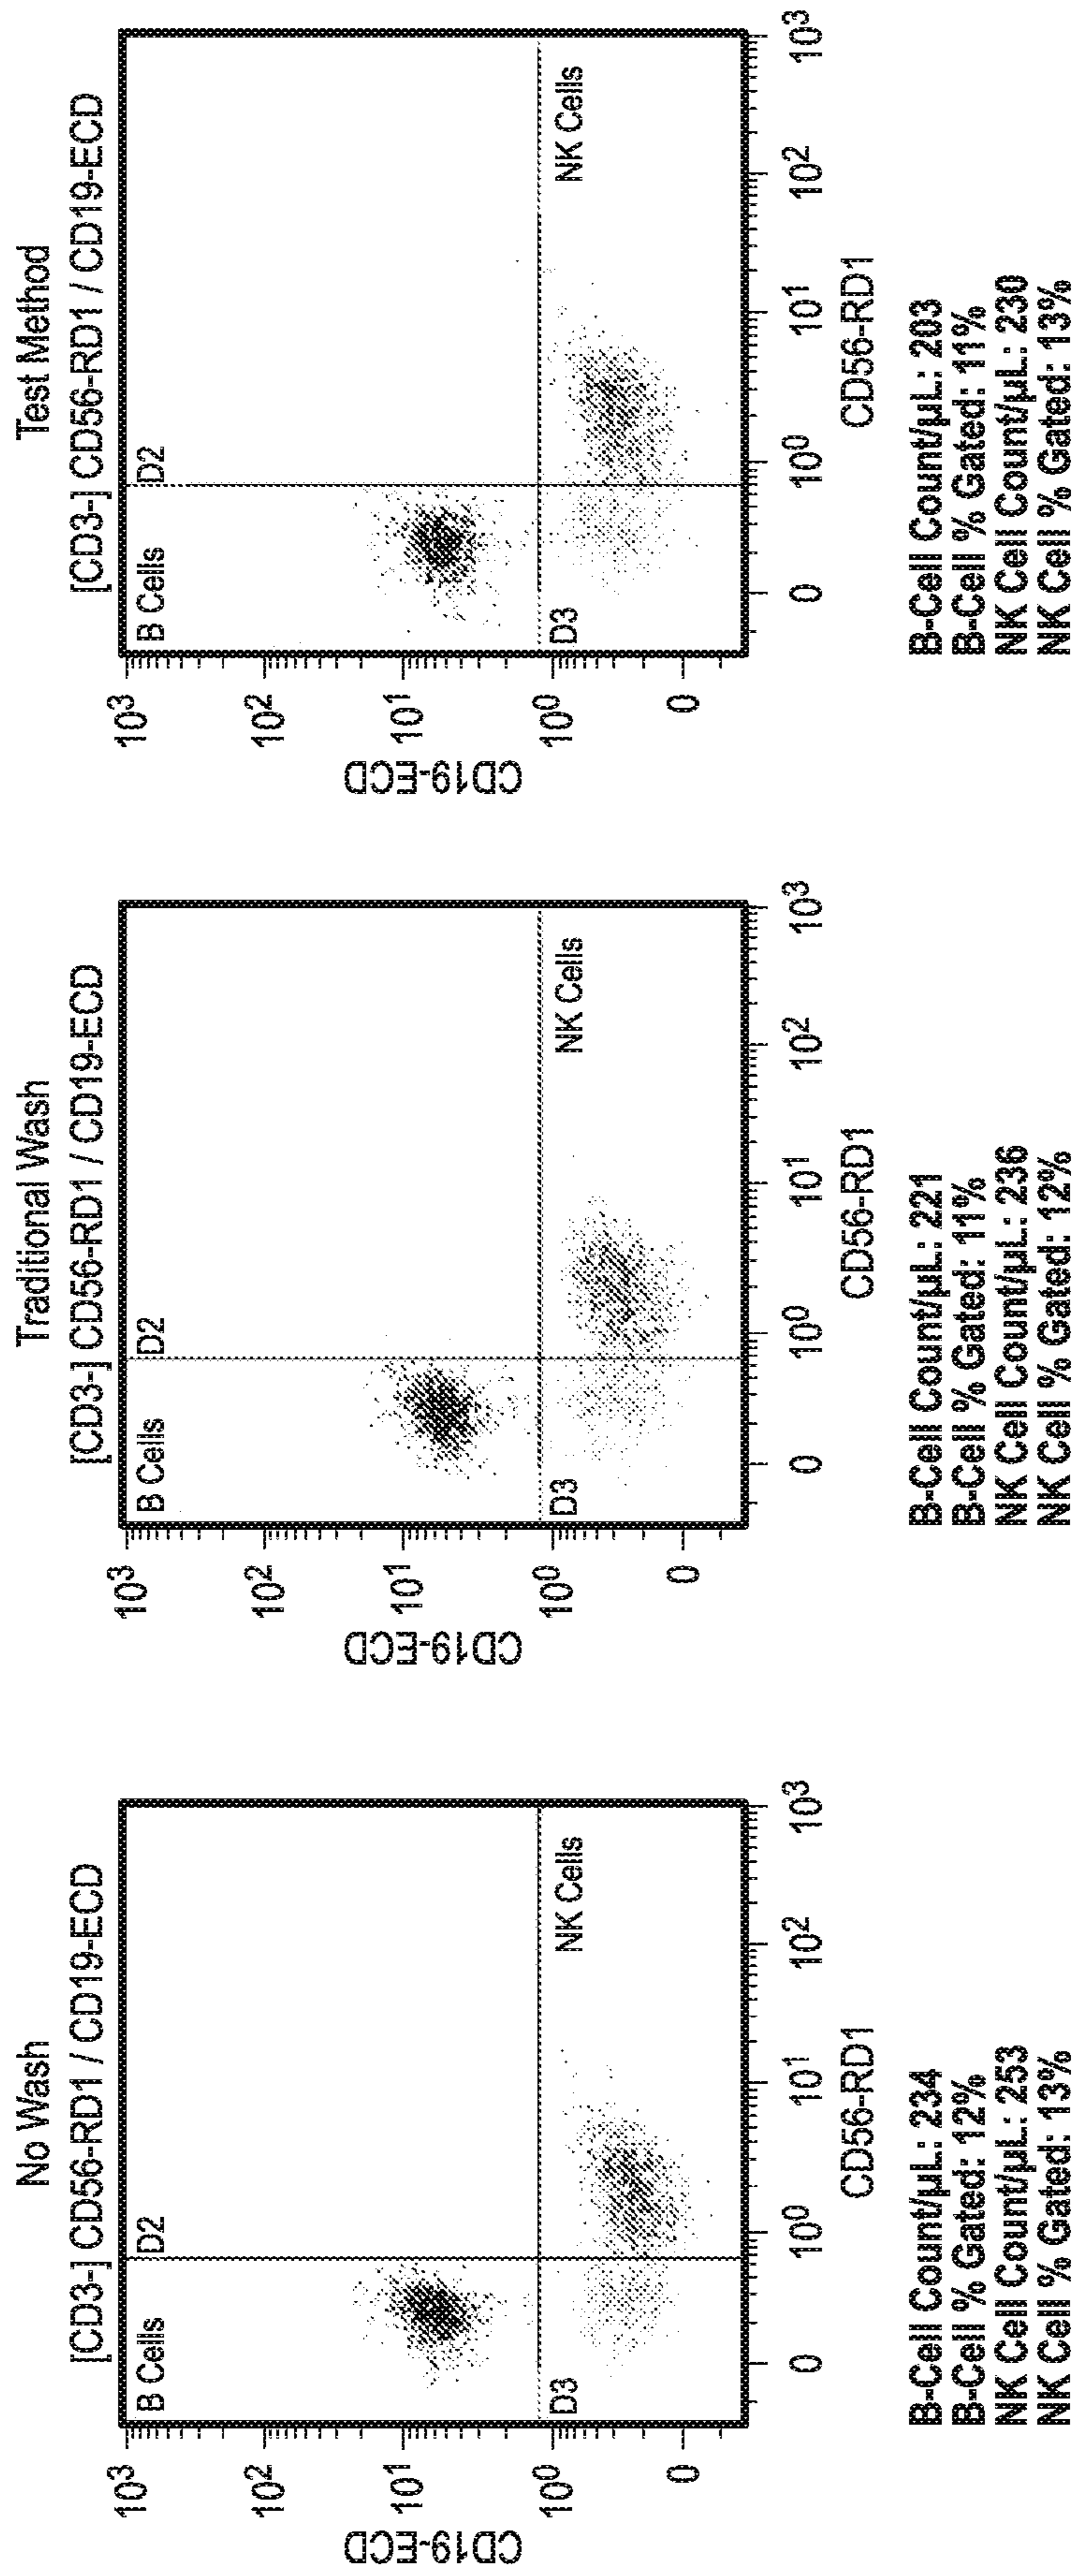 No Wash
[CD3-] CD56-RD1 / CD19-ECD
B Cells
D2
D3
NK Cells
10³
10²
10¹
10⁰
0
CD19-ECD
0
10⁰
10¹
10²
10³
CD56-RD1
B-Cell Count/µL: 234
B-Cell % Gated: 12%
NK Cell Count/µL: 253
NK Cell % Gated: 13%
Traditional Wash
[CD3-] CD56-RD1 / CD19-ECD
B Cells
D2
D3
NK Cells
10³
10²
10¹
10⁰
0
CD19-ECD
0
10⁰
10¹
10²
10³
CD56-RD1
B-Cell Count/µL: 221
B-Cell % Gated: 11%
NK Cell Count/µL: 236
NK Cell % Gated: 12%
Test Method
[CD3-] CD56-RD1 / CD19-ECD
B Cells
D2
D3
NK Cells
10³
10²
10¹
10⁰
0
CD19-ECD
0
10⁰
10¹
10²
10³
CD56-RD1
B-Cell Count/µL: 203
B-Cell % Gated: 11%
NK Cell Count/µL: 230
NK Cell % Gated: 13%